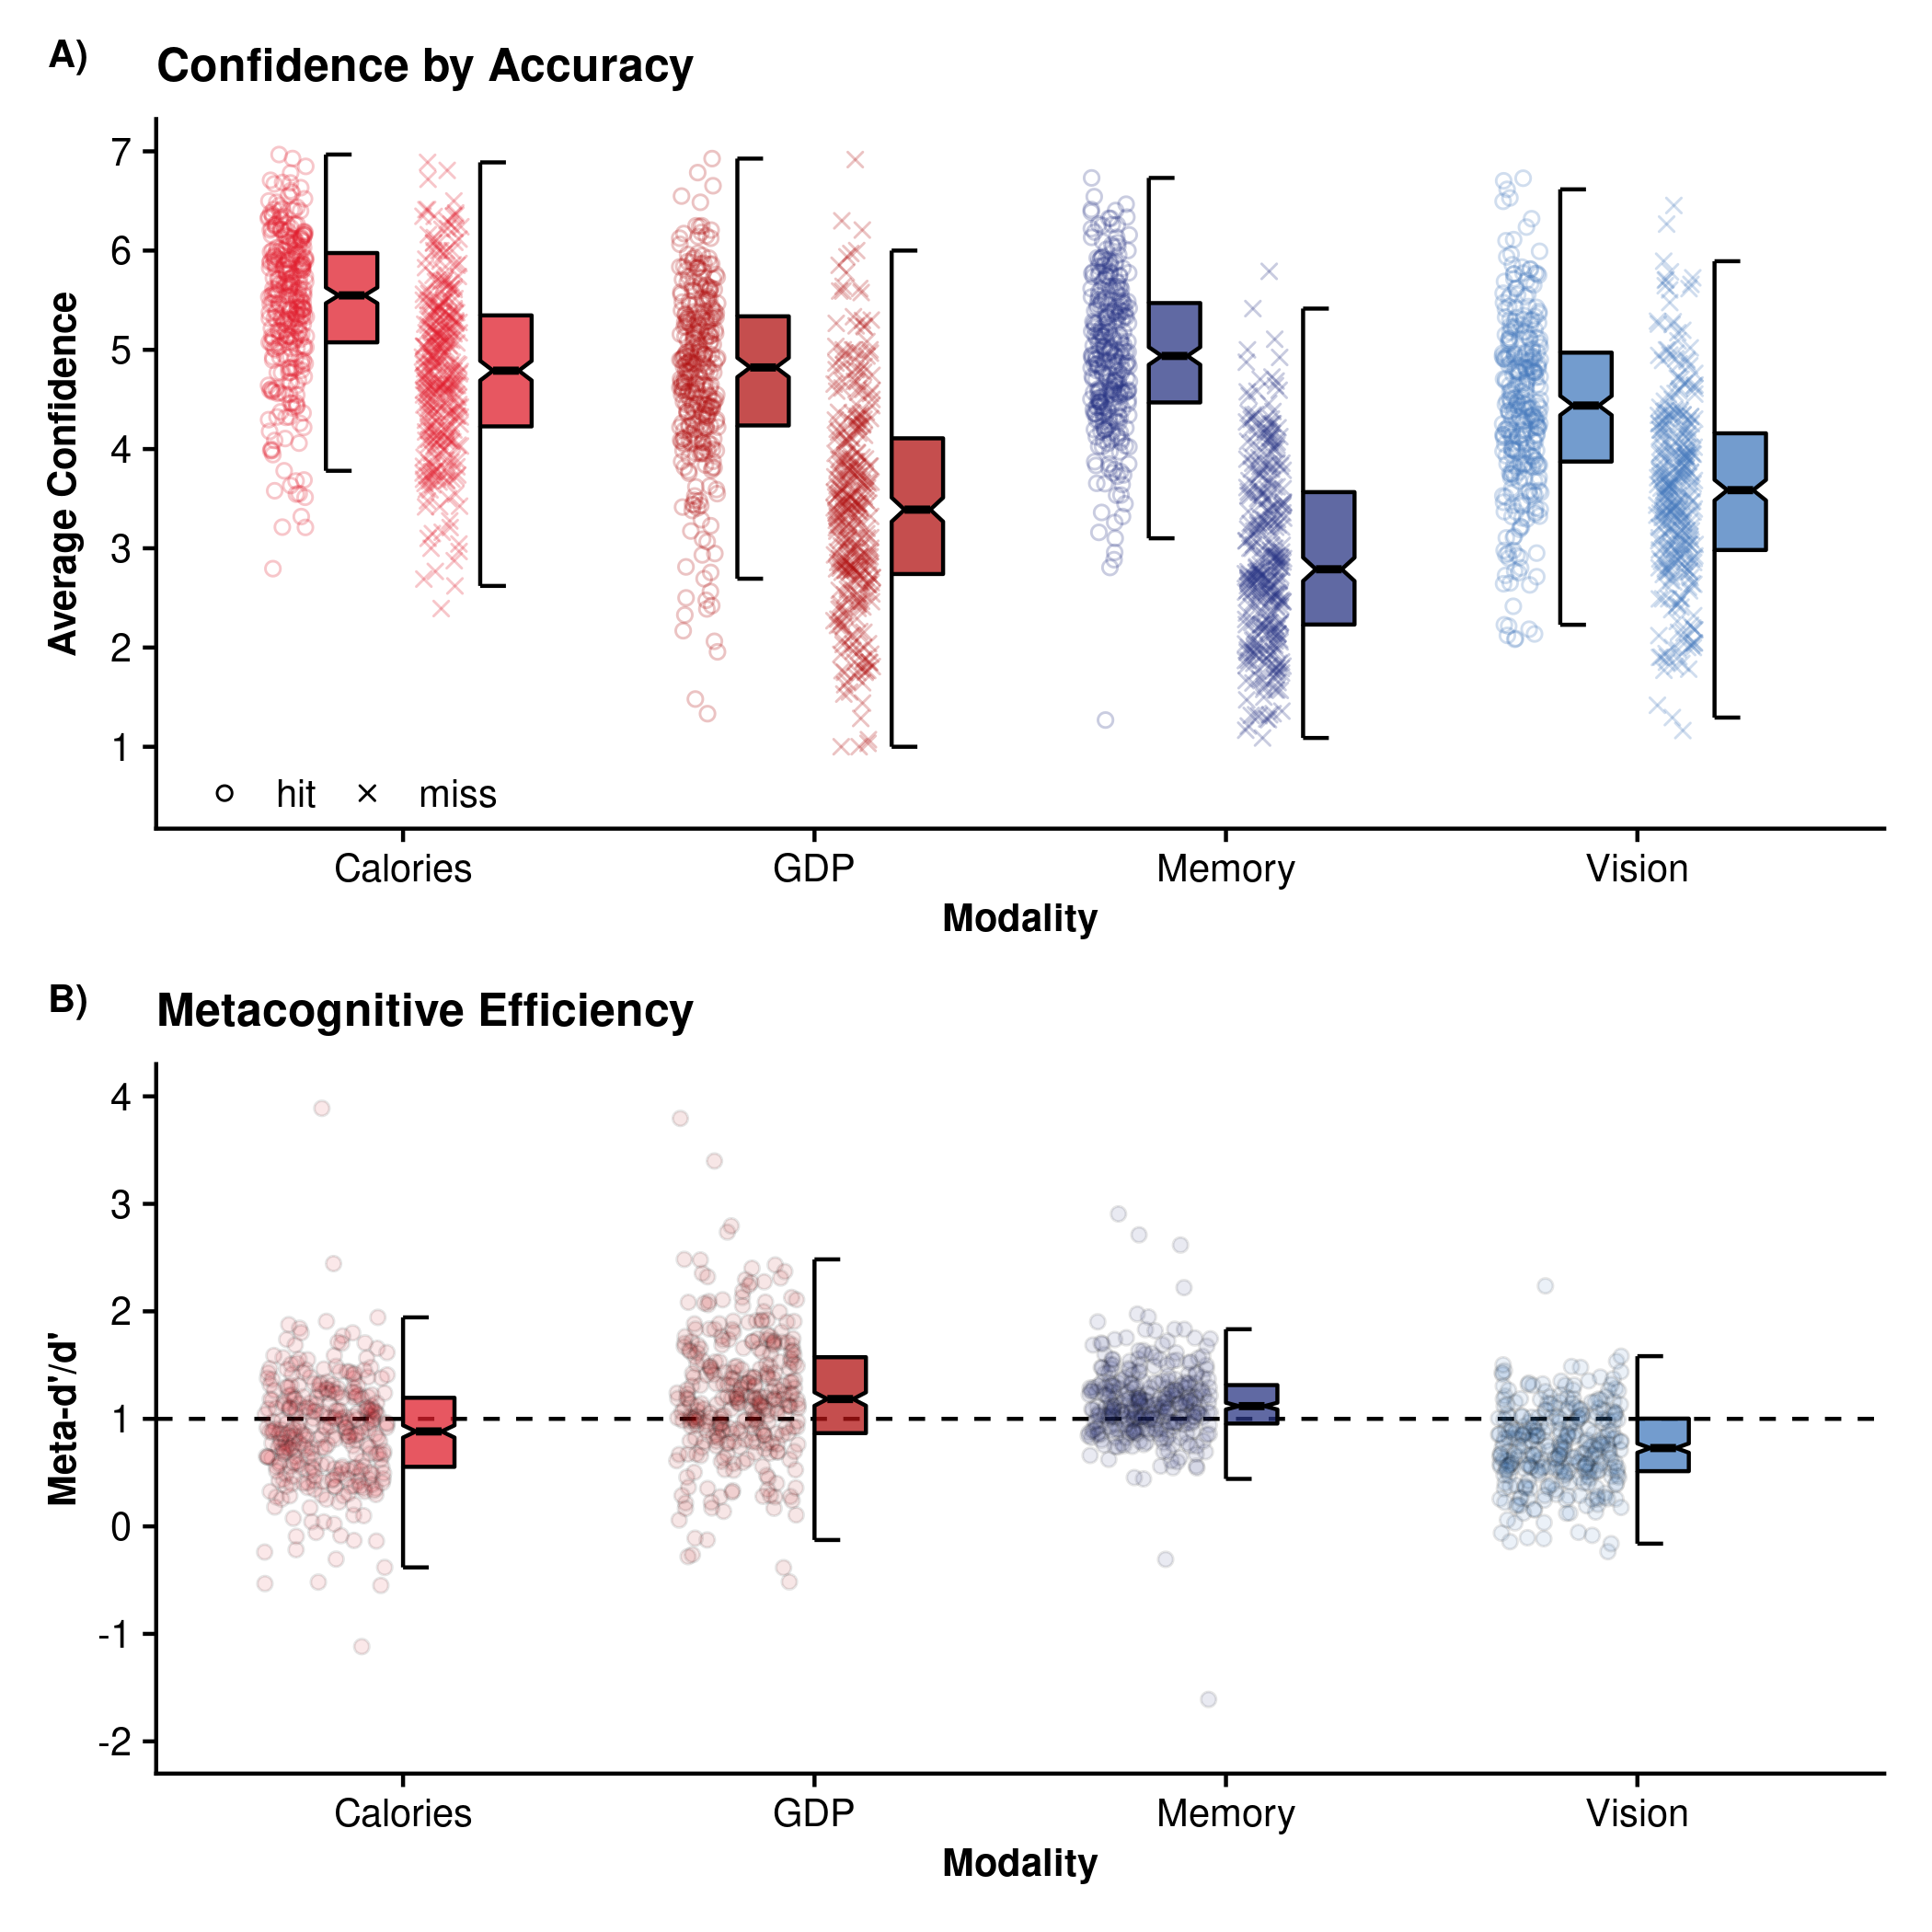 A)
Confidence by Accuracy
Average Confidence
7
6
5
4
3
2
1
hit miss
Calories GDP Memory Vision
Modality
B)
Metacognitive Efficiency
Meta-d'/d'
4
3
2
1
0
-1
-2
Calories GDP Memory Vision
Modality